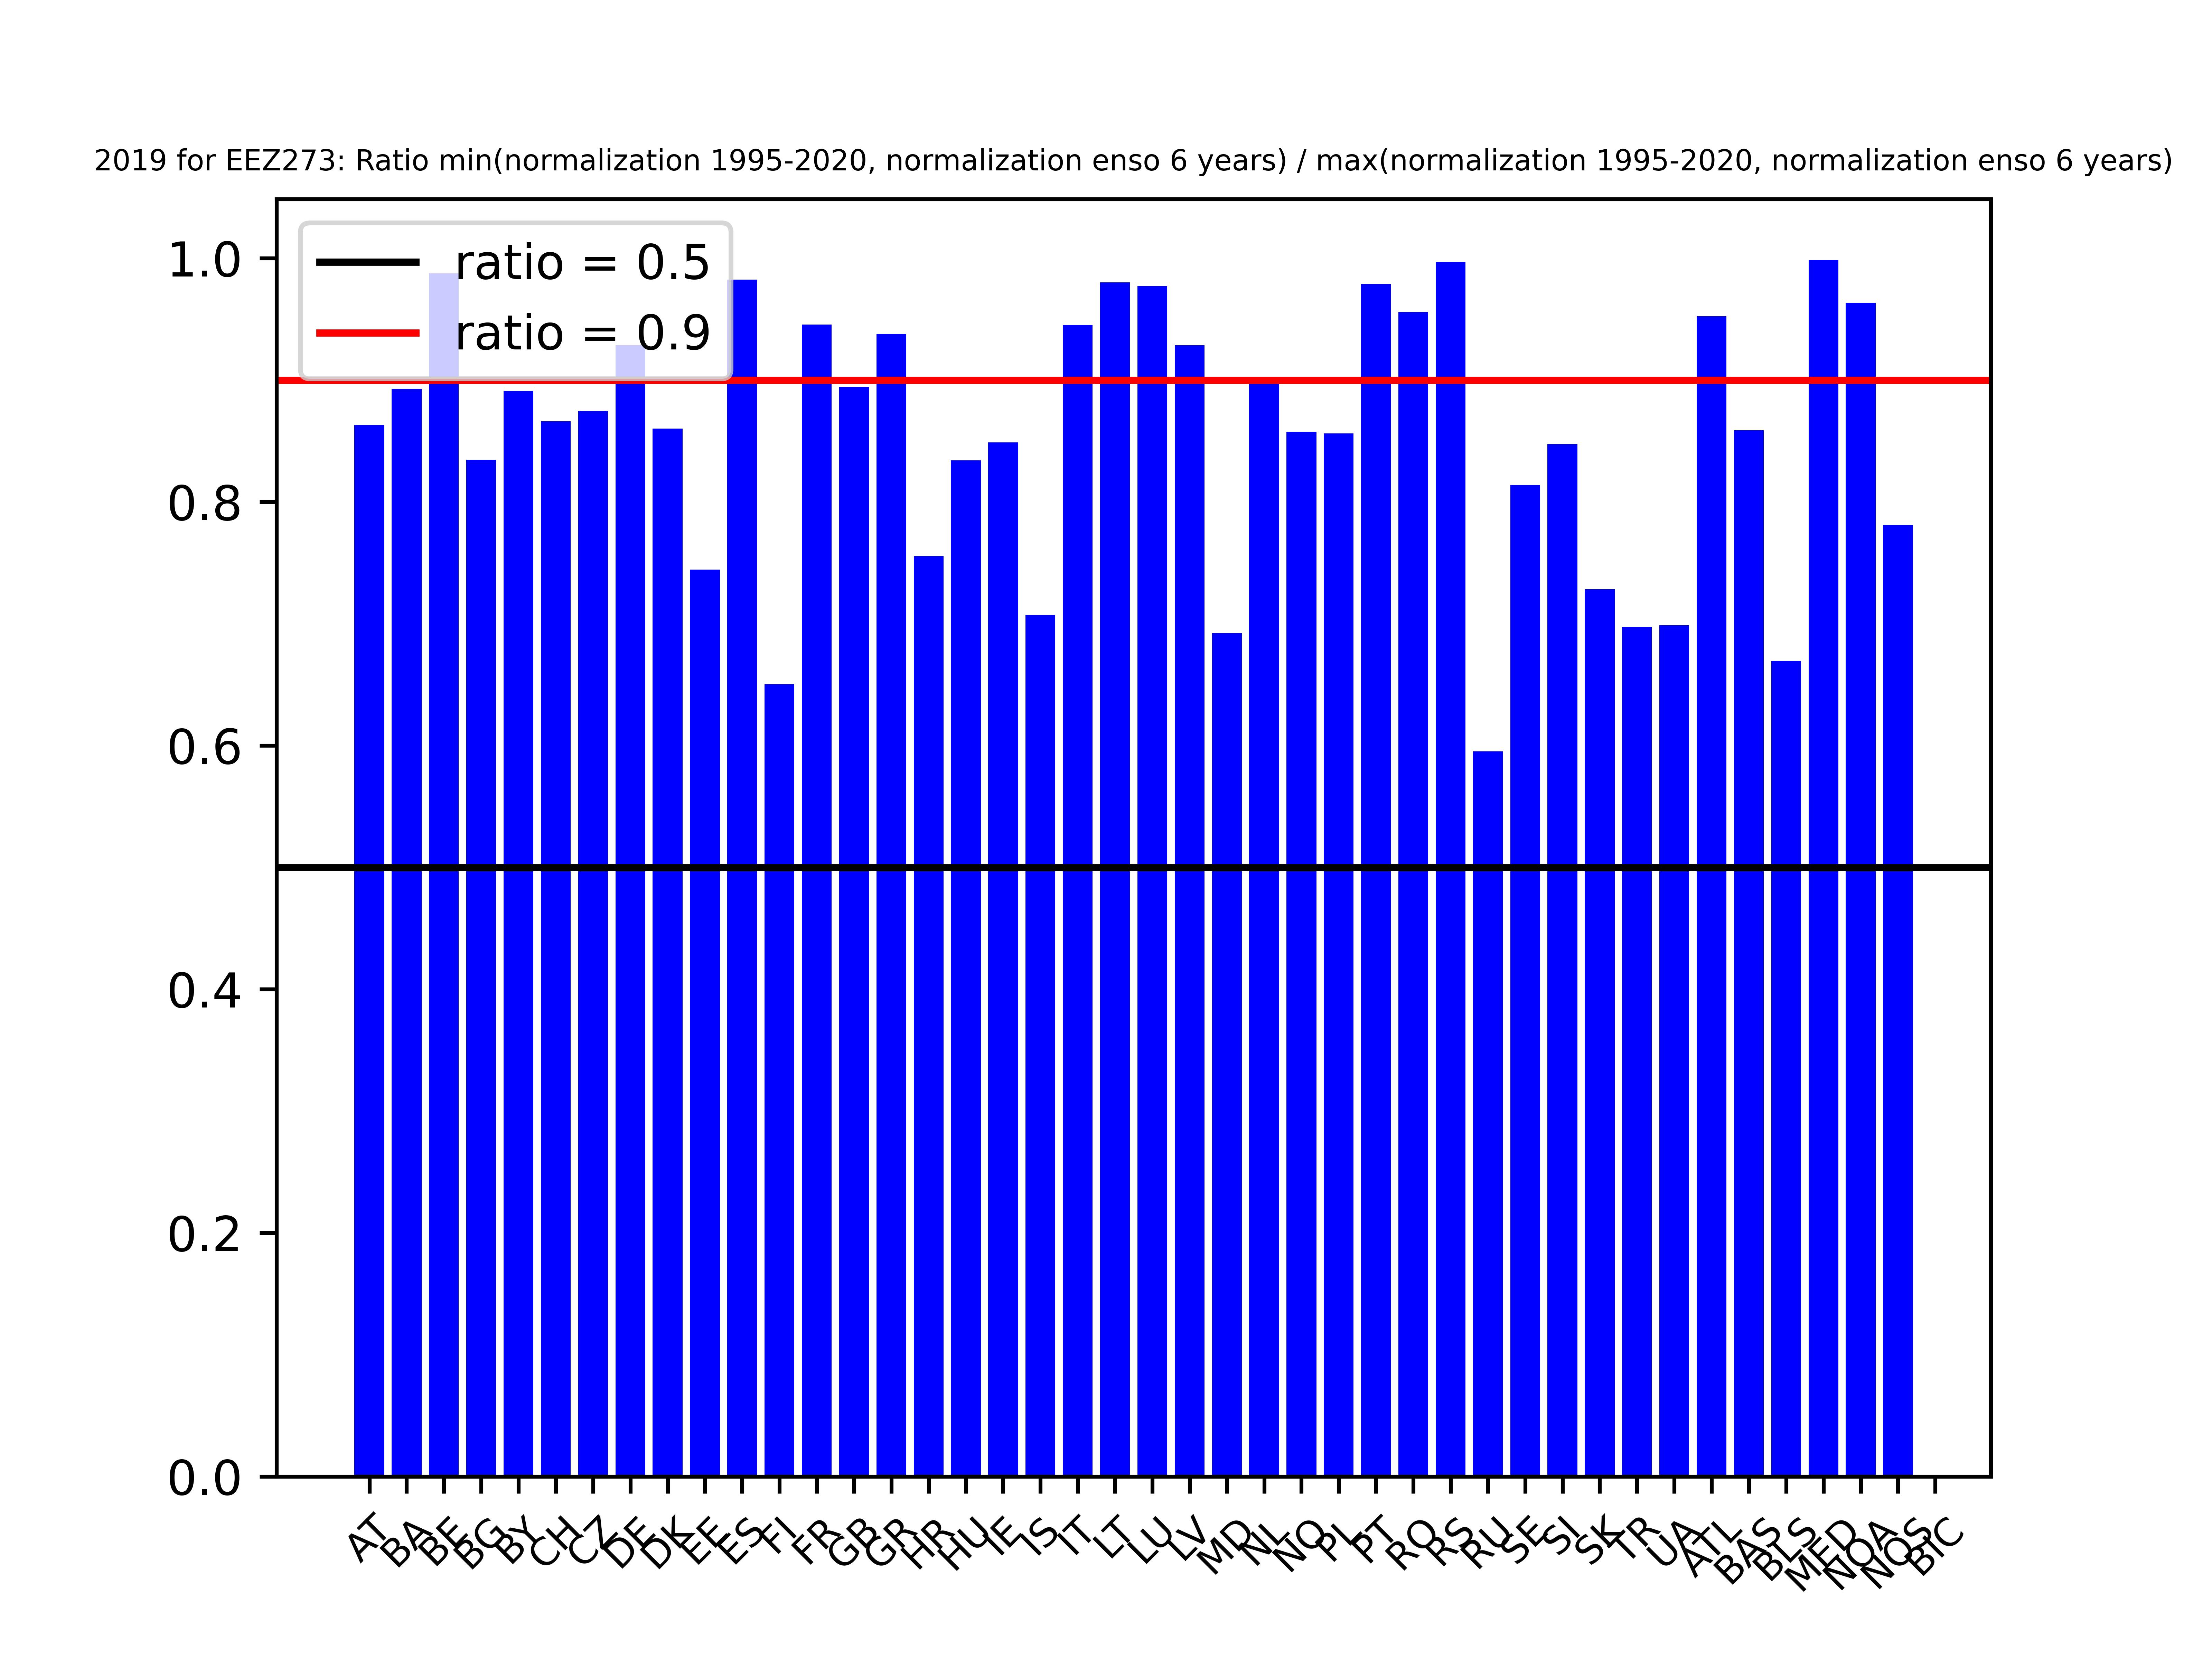 2019 for EEZ273: Ratio min(normalization 1995-2020, normalization enso 6 years) / max(normalization 1995-2020, normalization enso 6 years)
ratio = 0.5
ratio = 0.9
1.0
0.8
0.6
0.4
0.2
0.0
AT BA BE BG BY CH CZ DE DK EE ES FI FR GB GR HR HU IE IS IT LT LU LV MD NL NO PL PT RO RS RU SE SI SK TR UA ATL BAS BLS MED NOA NOS BIC